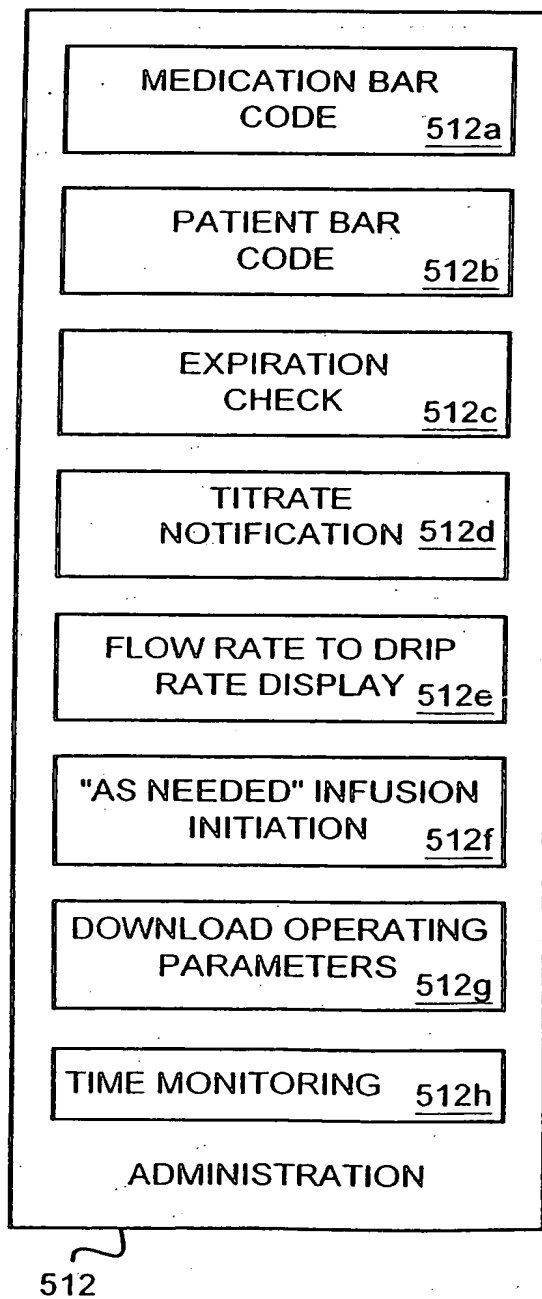 MEDICATION BAR
CODE 512a
PATIENT BAR
CODE 512b
EXPIRATION
CHECK 512c
TITRATE
NOTIFICATION 512d
FLOW RATE TO DRIP
RATE DISPLAY 512e
"AS NEEDED" INFUSION
INITIATION 512f
DOWNLOAD OPERATING
PARAMETERS 512g
TIME MONITORING 512h
ADMINISTRATION
512